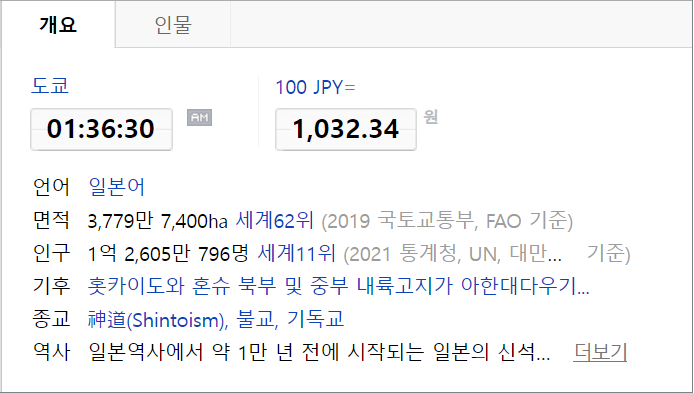 개요 인물
도쿄 100 JPY=
01:36:30 AM 1,032.34 원
언어 일본어
면적 3,779만 7,400ha 세계62위 (2019 국토교통부, FAO 기준)
인구 1억 2,605만 796명 세계11위 (2021 통계청, UN, 대만... 기준)
기후 홋카이도와 혼슈 북부 및 중부 내륙고지가 아한대다우기...
종교 神道(Shintoism), 불교, 기독교
역사 일본역사에서 약 1만 년 전에 시작되는 일본의 신석... 더보기